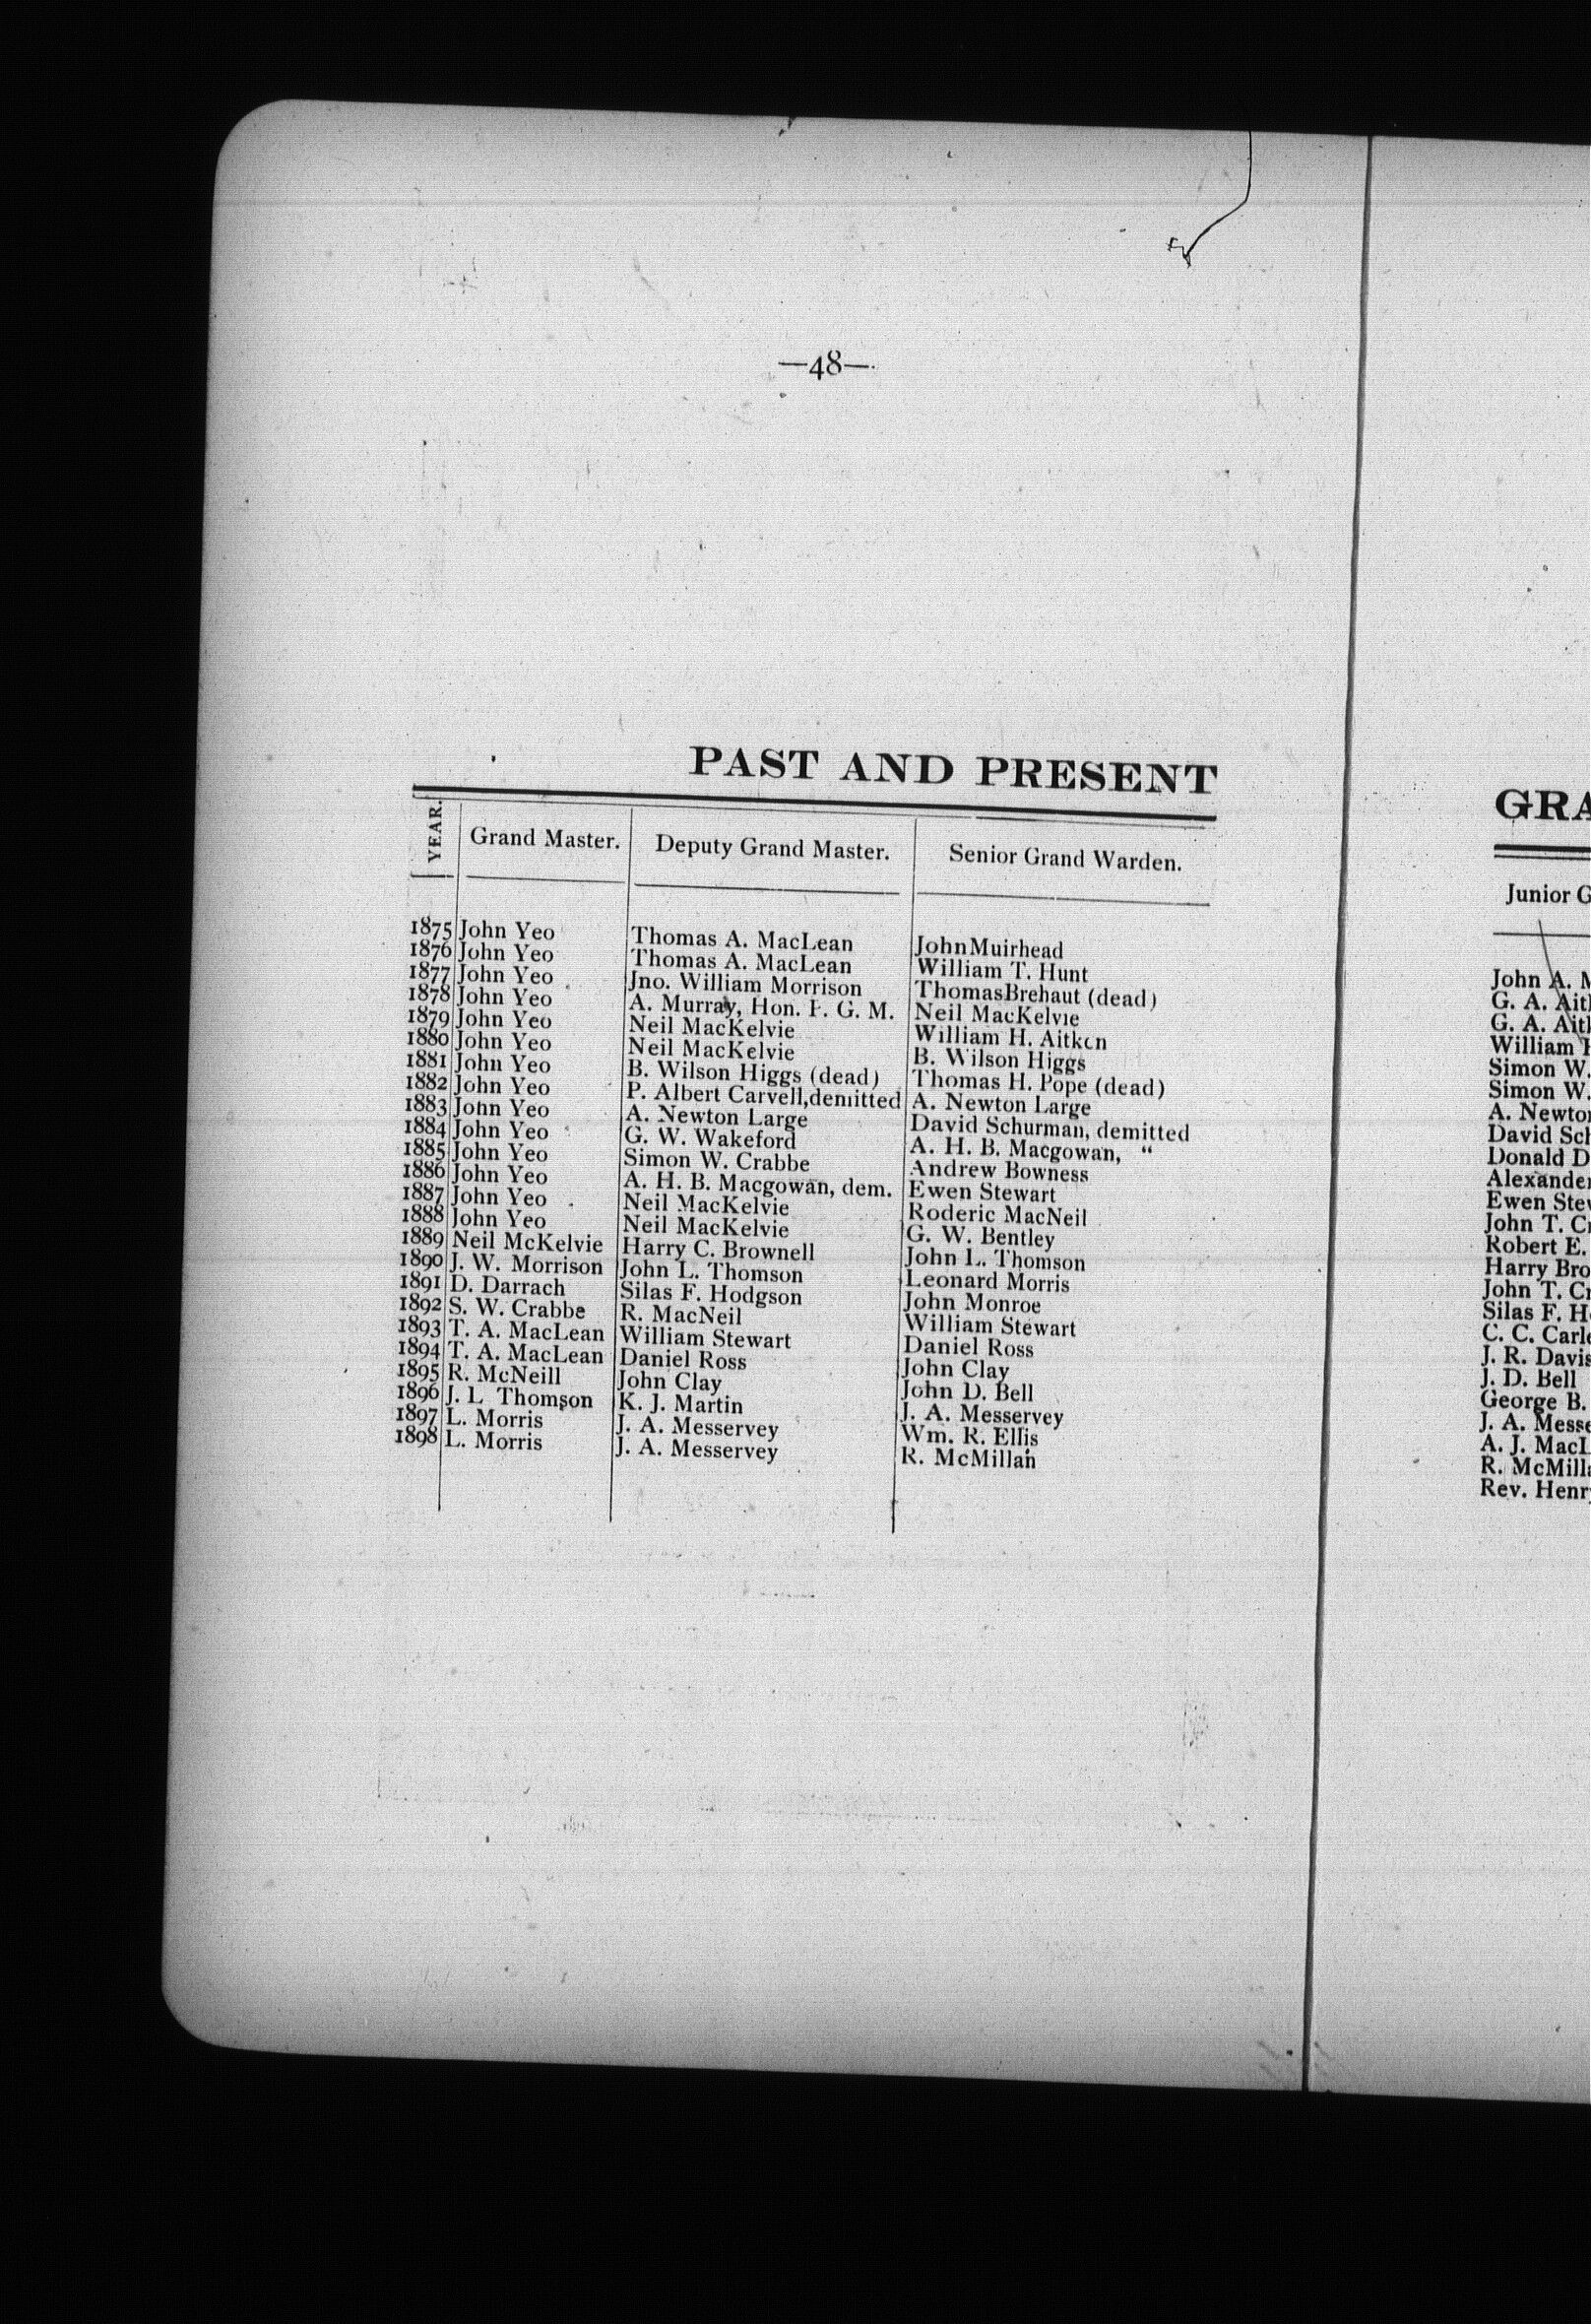 —48—
PAST AND PRESENT
YEAR. Grand Master. Deputy Grand Master. Senior Grand Warden.
1875 John Yeo Thomas A. MacLean JohnMuirhead
1876 John Yeo Thomas A. MacLean William T. Hunt
1877 John Yeo Jno. William Morrison ThomasBrehaut (dead)
1878 John Yeo A. Murray, Hon. P. G. M. Neil MacKelvie
1879 John Yeo Neil MacKelvie William H. Aitken
1880 John Yeo Neil MacKelvie B. Wilson Higgs
1881 John Yeo B. Wilson Higgs (dead) Thomas H. Pope (dead)
1882 John Yeo P. Albert Carvell,demitted A. Newton Large
1883 John Yeo A. Newton Large David Schurman, demitted
1884 John Yeo G. W. Wakeford A. H. B. Macgowan, “
1885 John Yeo Simon W. Crabbe Andrew Bowness
1886 John Yeo A. H. B. Macgowan, dem. Ewen Stewart
1887 John Yeo Neil MacKelvie Roderic MacNeil
1888 John Yeo Neil MacKelvie G. W. Bentley
1889 Neil McKelvie Harry C. Brownell John L. Thomson
1890 J. W. Morrison John L. Thomson Leonard Morris
1891 D. Darrach Silas F. Hodgson John Monroe
1892 S. W. Crabbe R. MacNeil William Stewart
1893 T. A. MacLean William Stewart Daniel Ross
1894 T. A. MacLean Daniel Ross John Clay
1895 R. McNeill John Clay John D. Bell
1896 J. L Thomson K. J. Martin J. A. Messervey
1897 L. Morris J. A. Messervey Wm. R. Ellis
1898 L. Morris J. A. Messervey R. McMillan
GRA
Junior G
John A. M
G. A. Ait
G. A. Ait
William
Simon W.
Simon W.
A. Newto
David Sch
Donald D
Alexander
Ewen Stew
John T. C
Robert E.
Harry Bro
John T. Cr
Silas F. H
C. C. Carl
J. R. Davis
J. D. Bell
George B.
J. A. Messe
A. J. MacL
R. McMill
Rev. Henr